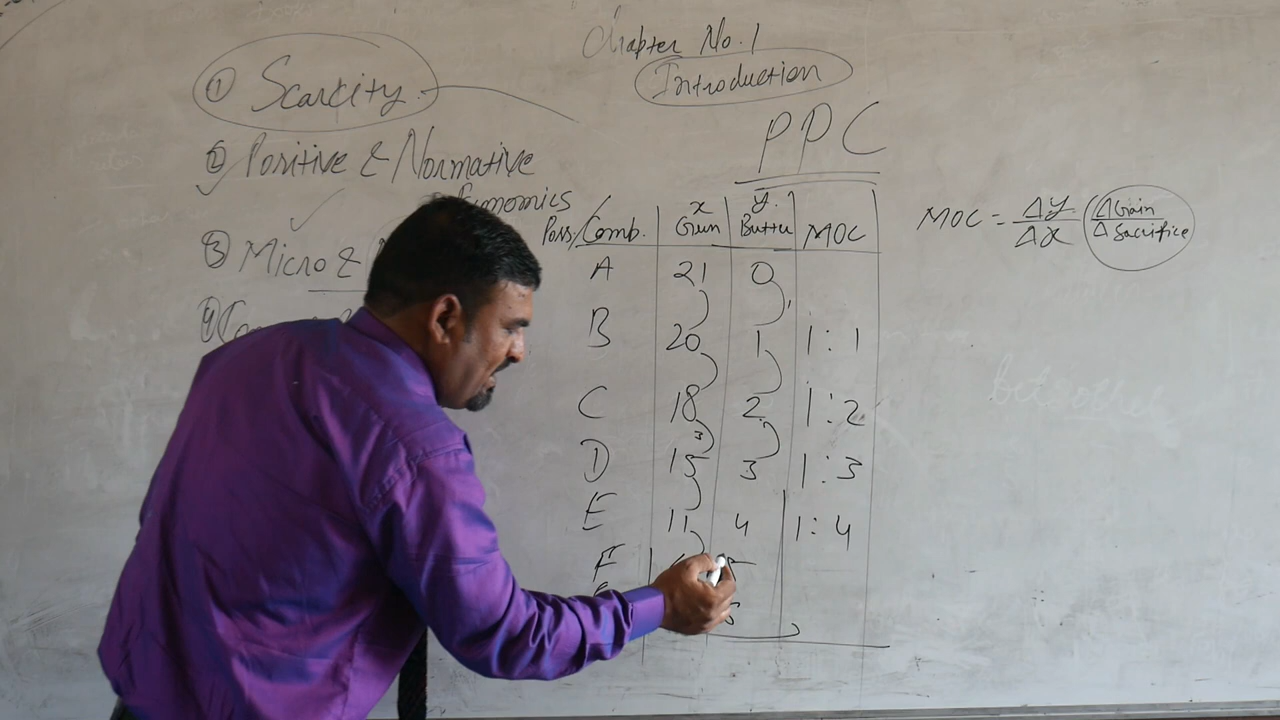 Chapter No. 1
Introduction
① Scarcity
PPC
② Positive & Normative
③ Micro &
Poss/Comb. x Gun y Butter MOC
MOC = ΔY/ΔX (ΔGain/ΔSacrifice)
A 21 0
B 20 1 1:1
C 18 2 1:2
D 15 3 1:3
E 11 4 1:4
F